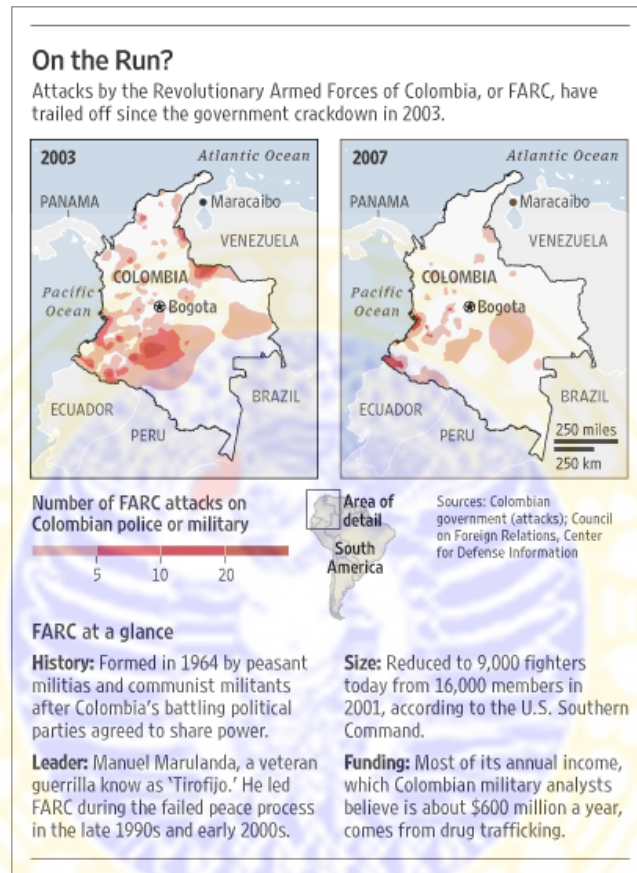 On the Run?
Attacks by the Revolutionary Armed Forces of Colombia, or FARC, have
trailed off since the government crackdown in 2003.
2003
Atlantic Ocean
PANAMA
Maracaibo
VENEZUELA
COLOMBIA
Pacific
Ocean
Bogota
ECUADOR
PERU
BRAZIL
2007
Atlantic Ocean
PANAMA
Maracaibo
VENEZUELA
COLOMBIA
Pacific
Ocean
Bogota
ECUADOR
PERU
BRAZIL
250 miles
250 km
Number of FARC attacks on
Colombian police or military
5 10 20
Area of
detail
South
America
Sources: Colombian
government (attacks); Council
on Foreign Relations, Center
for Defense Information
FARC at a glance
History: Formed in 1964 by peasant
militias and communist militants
after Colombia's battling political
parties agreed to share power.
Leader: Manuel Marulanda, a veteran
guerrilla know as 'Tirofijo.' He led
FARC during the failed peace process
in the late 1990s and early 2000s.
Size: Reduced to 9,000 fighters
today from 16,000 members in
2001, according to the U.S. Southern
Command.
Funding: Most of its annual income,
which Colombian military analysts
believe is about $600 million a year,
comes from drug trafficking.